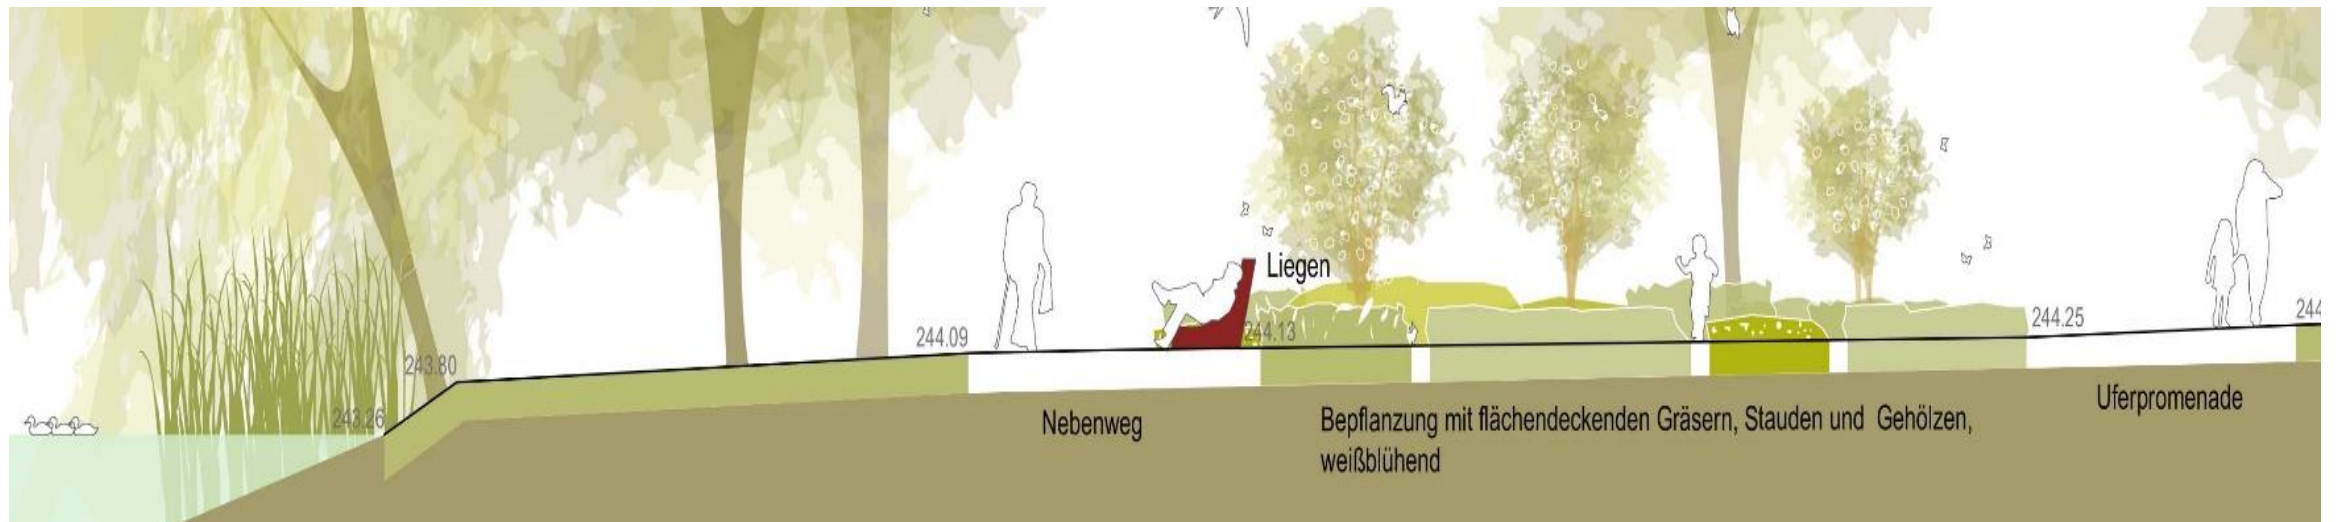 Liegen
244.09
244.13
244.25
244
243.80
243.26
Nebenweg
Bepflanzung mit flächendeckenden Gräsern, Stauden und Gehölzen,
weißblühend
Uferpromenade